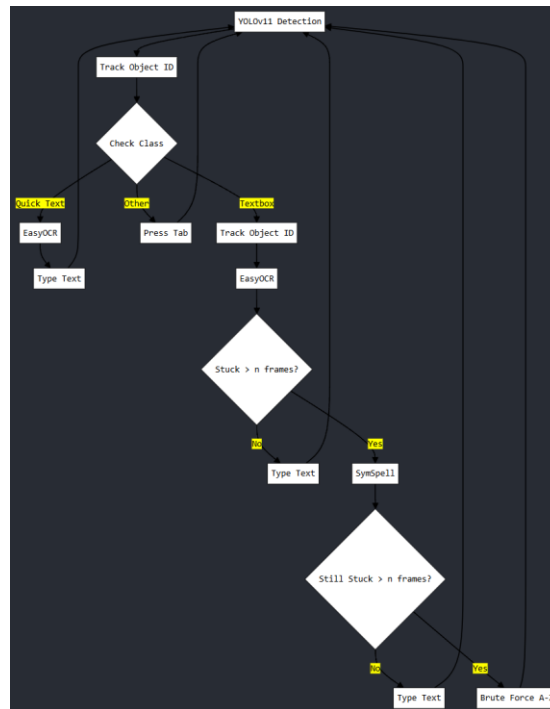 YOLOv11 Detection
Track Object ID
Check Class
Quick Text
Other
Textbox
EasyOCR
Press Tab
Track Object ID
Type Text
EasyOCR
Stuck > n frames?
No
Yes
Type Text
SymSpell
Still Stuck > n frames?
No
Yes
Type Text
Brute Force A-